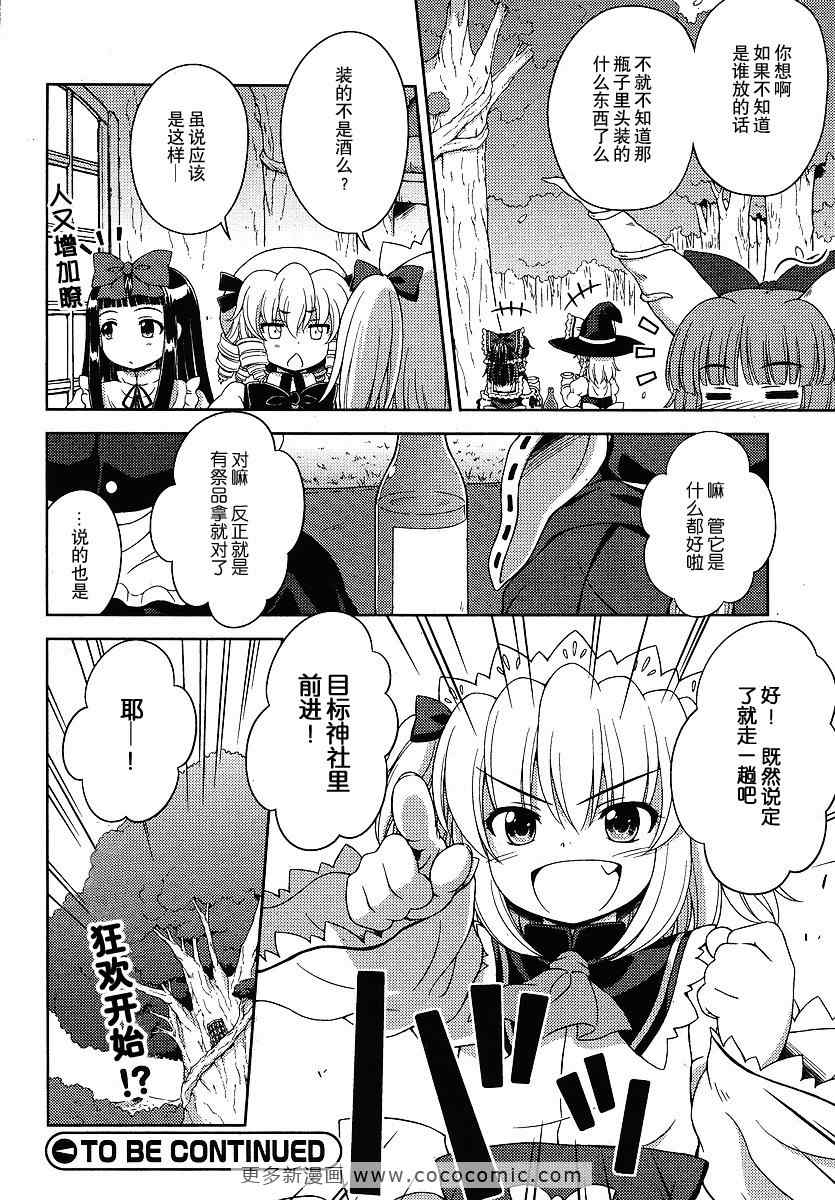 你想啊
如果不知道
是谁放的话
不就不知道那
瓶子里头装的
什么东西了么
装的不是酒么？
虽说应该
是这样—
人又增加瞭
嘛 管它是
什么都好啦
对嘛 反正就是
有祭品拿就对了
…说的也是
好！ 既然说定
了就走一趟吧
目标神社里
前进！
耶—！
狂欢开始!?
TO BE CONTINUED
更多新漫画__www.cococomic.com